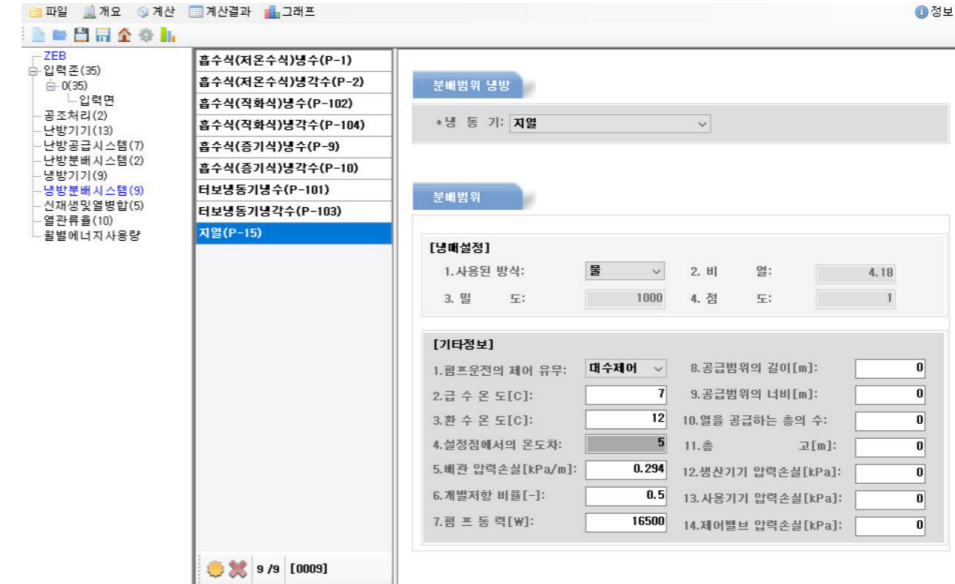 파일 개요 계산 계산결과 그래프 정보
ZEB
입력존(35)
0(35)
입력면
공조처리(2)
난방기기(13)
난방공급시스템(7)
난방분배시스템(2)
냉방기기(9)
냉방분배시스템(9)
신재생및열병합(5)
열관류율(10)
월별에너지사용량
흡수식(저온수식)냉수(P-1)
흡수식(저온수식)냉각수(P-2)
흡수식(직화식)냉수(P-102)
흡수식(직화식)냉각수(P-104)
흡수식(증기식)냉수(P-9)
흡수식(증기식)냉각수(P-10)
터보냉동기냉수(P-101)
터보냉동기냉각수(P-103)
지열(P-15)
9 /9 [0009]
분배범위 냉방
*냉 동 기: 지열
분배범위
[냉매설정]
1.사용된 방식: 물 2. 비 열: 4.18
3. 밀 도: 1000 4. 점 도: 1
[기타정보]
1.펌프운전의 제어 유무: 대수제어 8.공급범위의 길이[m]: 0
2.급 수 온 도[C]: 7 9.공급범위의 너비[m]: 0
3.환 수 온 도[C]: 12 10.열을 공급하는 층의 수: 0
4.설정점에서의 온도차: 5 11.층 고[m]: 0
5.배관 압력손실[kPa/m]: 0.294 12.생산기기 압력손실[kPa]: 0
6.개별저항 비율[-]: 0.5 13.사용기기 압력손실[kPa]: 0
7.펌 프 동 력[W]: 16500 14.제어밸브 압력손실[kPa]: 0